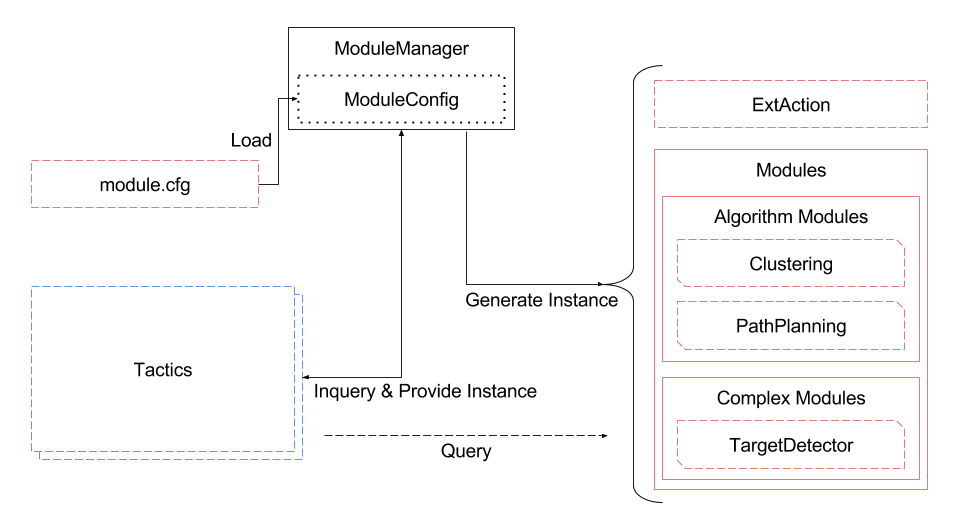 ModuleManager
ModuleConfig
Load
module.cfg
Tactics
Inquery & Provide Instance
Query
Generate Instance
ExtAction
Modules
Algorithm Modules
Clustering
PathPlanning
Complex Modules
TargetDetector